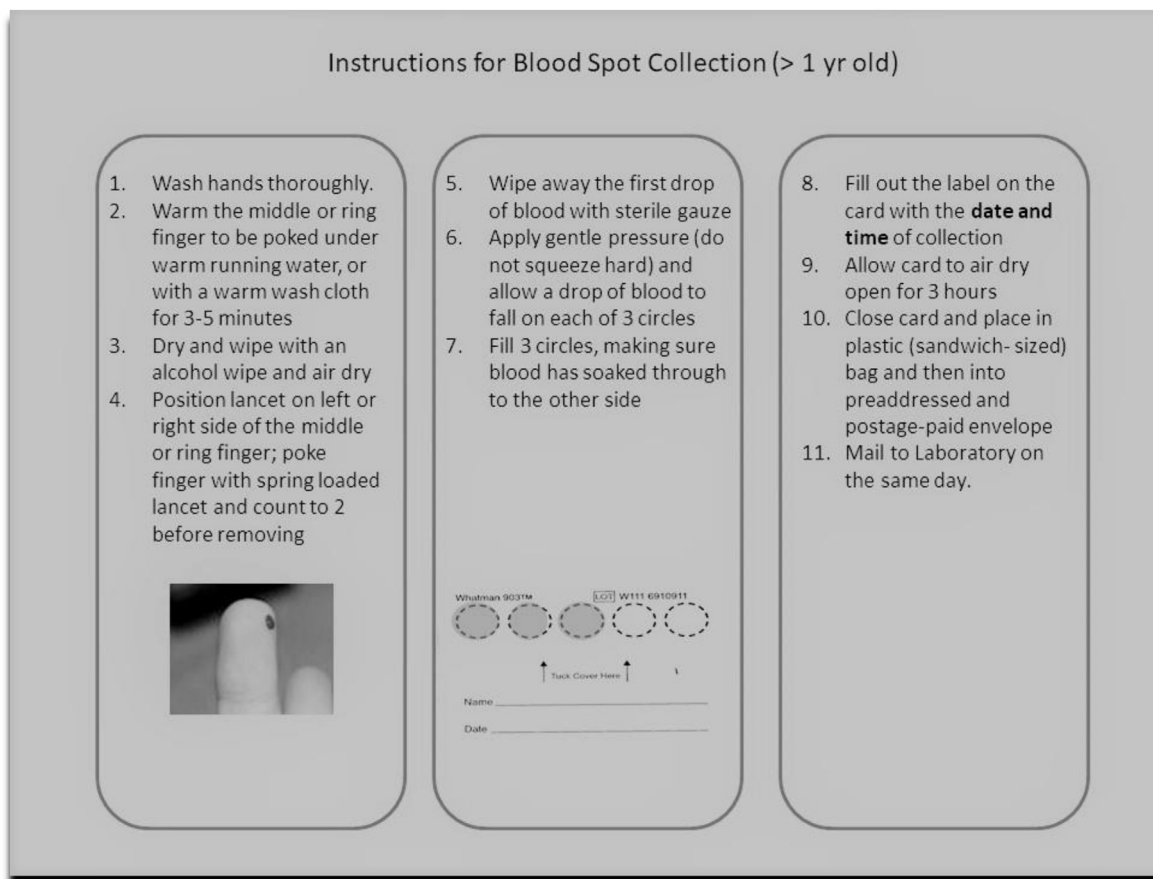 Instructions for Blood Spot Collection (> 1 yr old)
1. Wash hands thoroughly.
2. Warm the middle or ring
finger to be poked under
warm running water, or
with a warm wash cloth
for 3-5 minutes
3. Dry and wipe with an
alcohol wipe and air dry
4. Position lancet on left or
right side of the middle
or ring finger; poke
finger with spring loaded
lancet and count to 2
before removing
5. Wipe away the first drop
of blood with sterile gauze
6. Apply gentle pressure (do
not squeeze hard) and
allow a drop of blood to
fall on each of 3 circles
7. Fill 3 circles, making sure
blood has soaked through
to the other side
Whatman 903™ LOT W111 6910911
Tuck Cover Here
Name
Date
8. Fill out the label on the
card with the date and
time of collection
9. Allow card to air dry
open for 3 hours
10. Close card and place in
plastic (sandwich- sized)
bag and then into
preaddressed and
postage-paid envelope
11. Mail to Laboratory on
the same day.